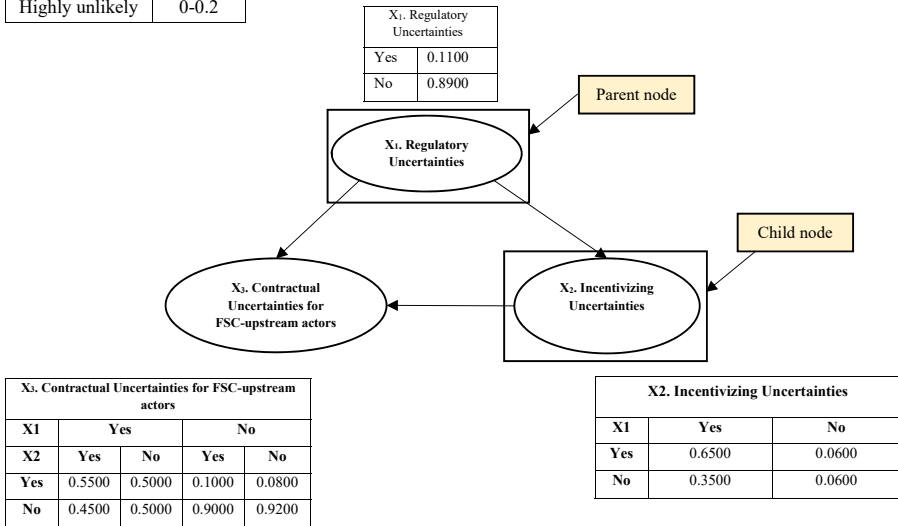 Highly unlikely 0-0.2
X1. Regulatory
Uncertainties
Yes 0.1100
No 0.8900
Parent node
X1. Regulatory
Uncertainties
Child node
X3. Contractual
Uncertainties for
FSC-upstream actors
X2. Incentivizing
Uncertainties
X3. Contractual Uncertainties for FSC-upstream
actors
X1 Yes No
X2 Yes No Yes No
Yes 0.5500 0.5000 0.1000 0.0800
No 0.4500 0.5000 0.9000 0.9200
X2. Incentivizing Uncertainties
X1 Yes No
Yes 0.6500 0.0600
No 0.3500 0.0600